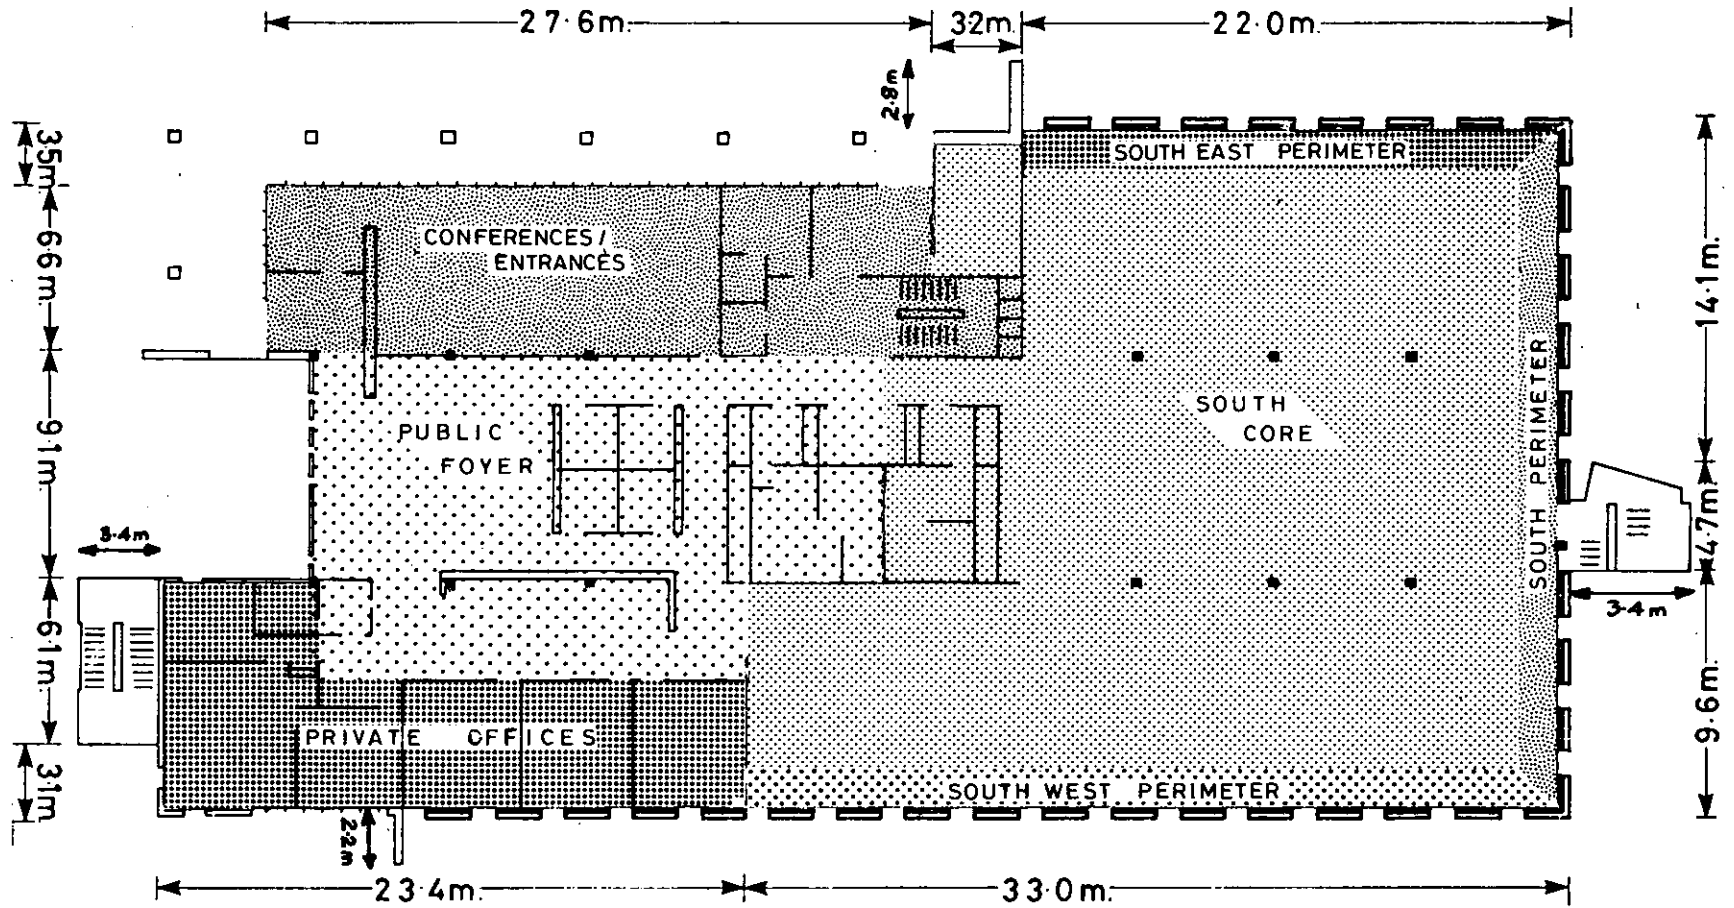 27·6m.
32m.
22·0m.
2·8m
3·5m
SOUTH EAST PERIMETER
6·6m
CONFERENCES/
ENTRANCES
14·1m
9·1m
PUBLIC
FOYER
SOUTH
CORE
SOUTH PERIMETER
3·4m
4·7m
3·4m
6·1m
9·6m.
PRIVATE OFFICES
SOUTH WEST PERIMETER
3·1m
2·2m
23·4m.
33·0m.